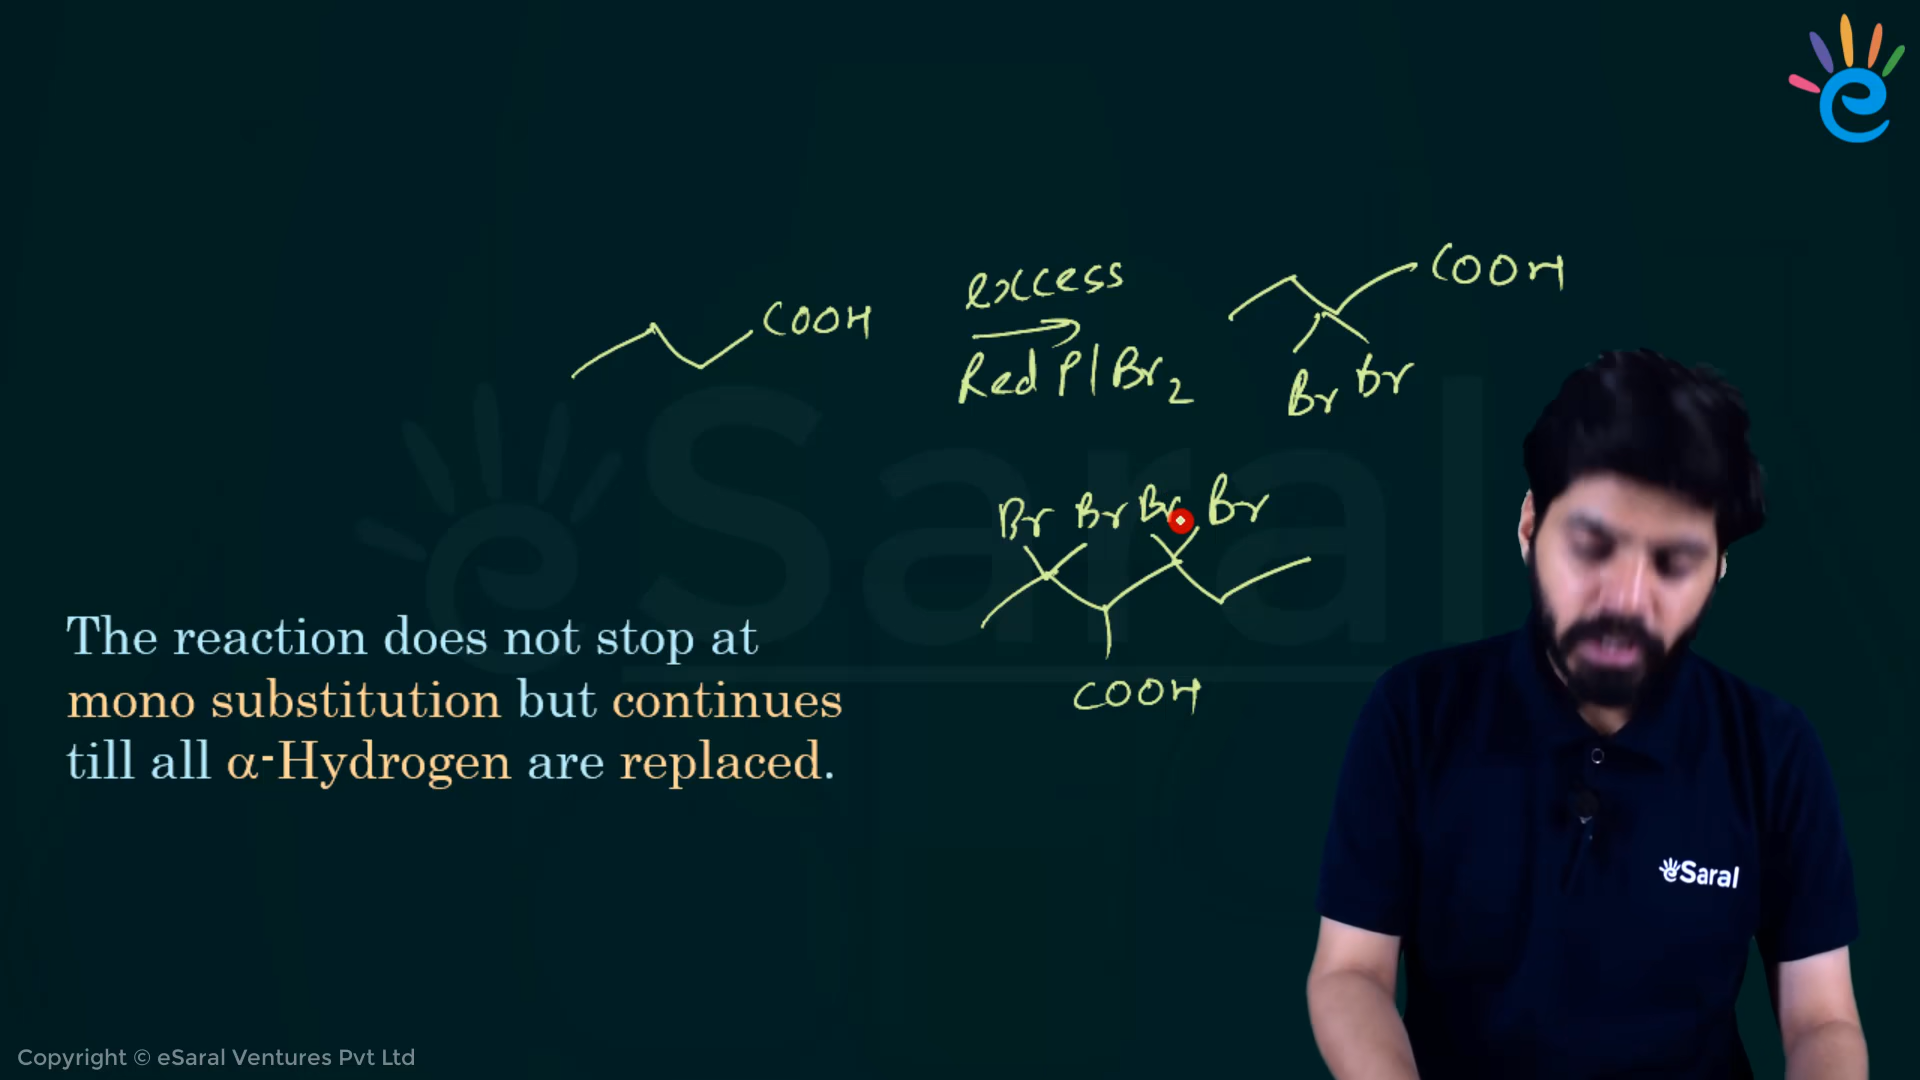 COOH
excess
Red P/Br2
COOH
Br Br
Br Br Br Br
COOH
The reaction does not stop at
mono substitution but continues
till all α-Hydrogen are replaced.
eSaral
eSaral
Copyright © eSaral Ventures Pvt Ltd